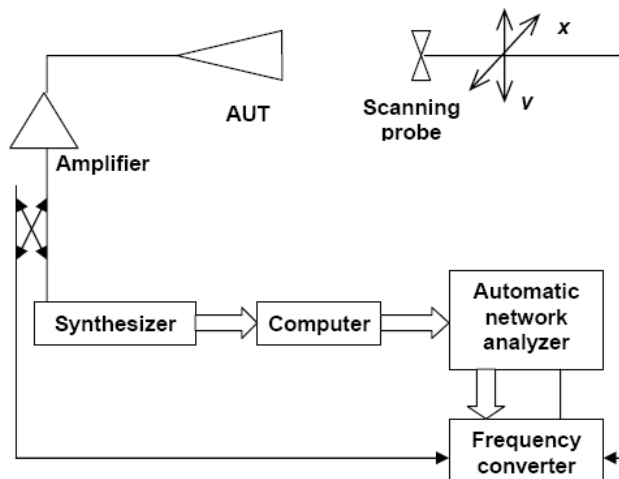 x
AUT
Scanning
probe
V
Amplifier
Synthesizer
Computer
Automatic
network
analyzer
Frequency
converter